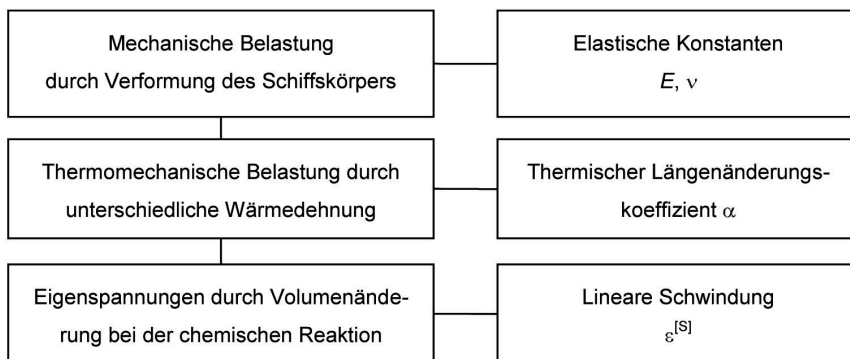 Mechanische Belastung
durch Verformung des Schiffskörpers
Elastische Konstanten
E, ν
Thermomechanische Belastung durch
unterschiedliche Wärmedehnung
Thermischer Längenänderungs-
koeffizient α
Eigenspannungen durch Volumenände-
rung bei der chemischen Reaktion
Lineare Schwindung
ε[S]